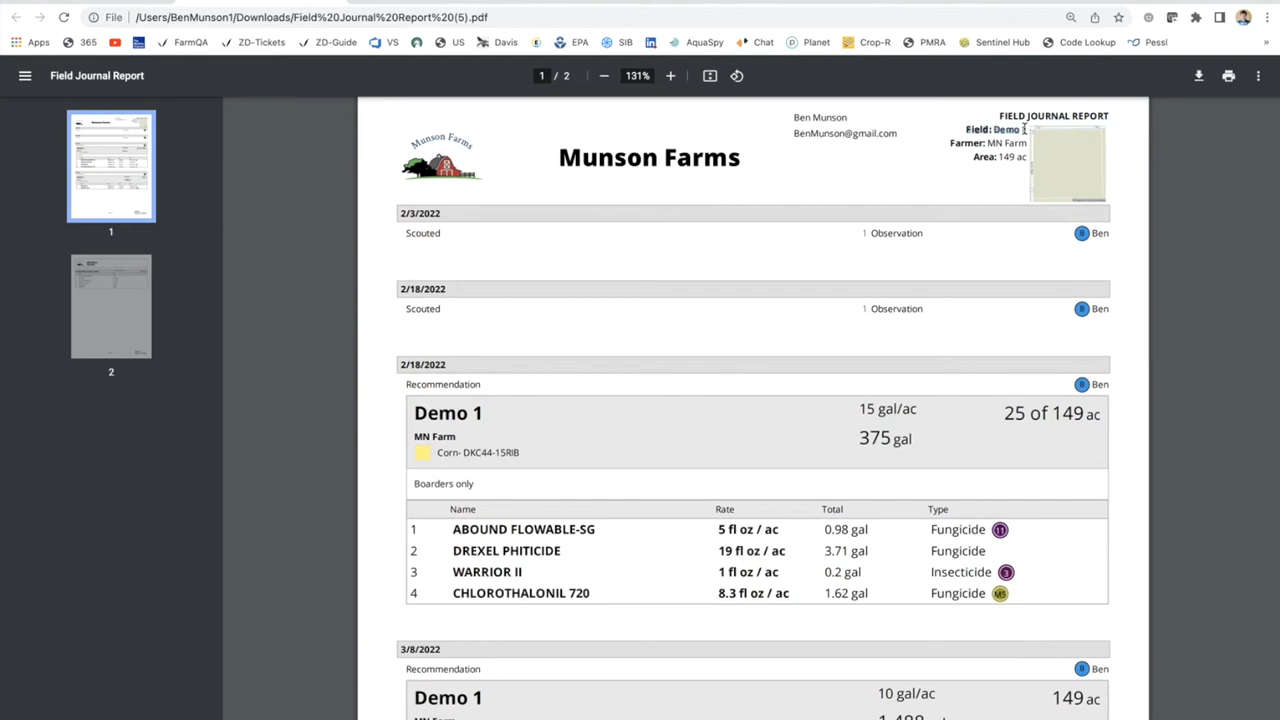 File /Users/BenMunson1/Downloads/Field%20Journal%20Report%20(5).pdf
Apps 365 FarmQA ZD-Tickets ZD-Guide VS US Davis EPA SIB AquaSpy Chat Planet Crop-R PMRA Sentinel Hub Code Lookup Pessl »
Field Journal Report 1 / 2 131%
1
2
Munson Farms
Munson Farms
Ben Munson
BenMunson@gmail.com
FIELD JOURNAL REPORT
Field: Demo 1
Farmer: MN Farm
Area: 149 ac
2/3/2022
Scouted 1 Observation B Ben
2/18/2022
Scouted 1 Observation B Ben
2/18/2022
Recommendation B Ben
Demo 1 15 gal/ac 25 of 149 ac
MN Farm 375 gal
Corn- DKC44-15RIB
Boarders only
Name Rate Total Type
1 ABOUND FLOWABLE-SG 5 fl oz / ac 0.98 gal Fungicide 11
2 DREXEL PHITICIDE 19 fl oz / ac 3.71 gal Fungicide
3 WARRIOR II 1 fl oz / ac 0.2 gal Insecticide 3
4 CHLOROTHALONIL 720 8.3 fl oz / ac 1.62 gal Fungicide M5
3/8/2022
Recommendation B Ben
Demo 1 10 gal/ac 149 ac